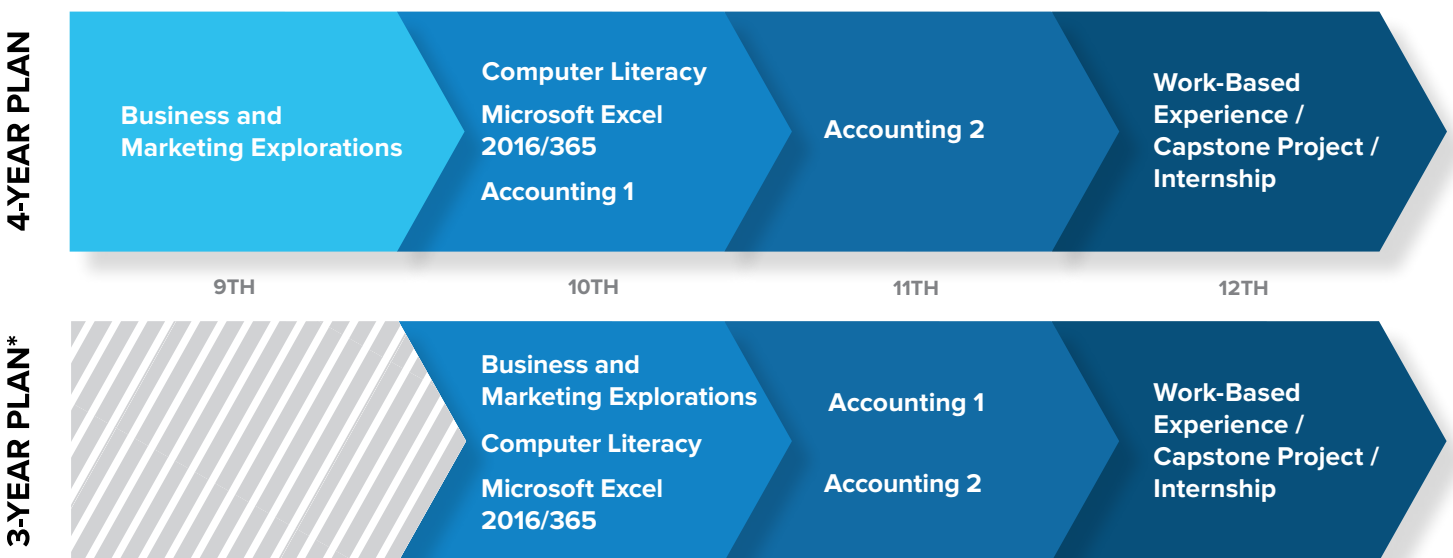 4-YEAR PLAN
Business and
Marketing Explorations
Computer Literacy
Microsoft Excel
2016/365
Accounting 1
Accounting 2
Work-Based
Experience /
Capstone Project /
Internship
9TH
10TH
11TH
12TH
3-YEAR PLAN*
Business and
Marketing Explorations
Computer Literacy
Microsoft Excel
2016/365
Accounting 1
Accounting 2
Work-Based
Experience /
Capstone Project /
Internship